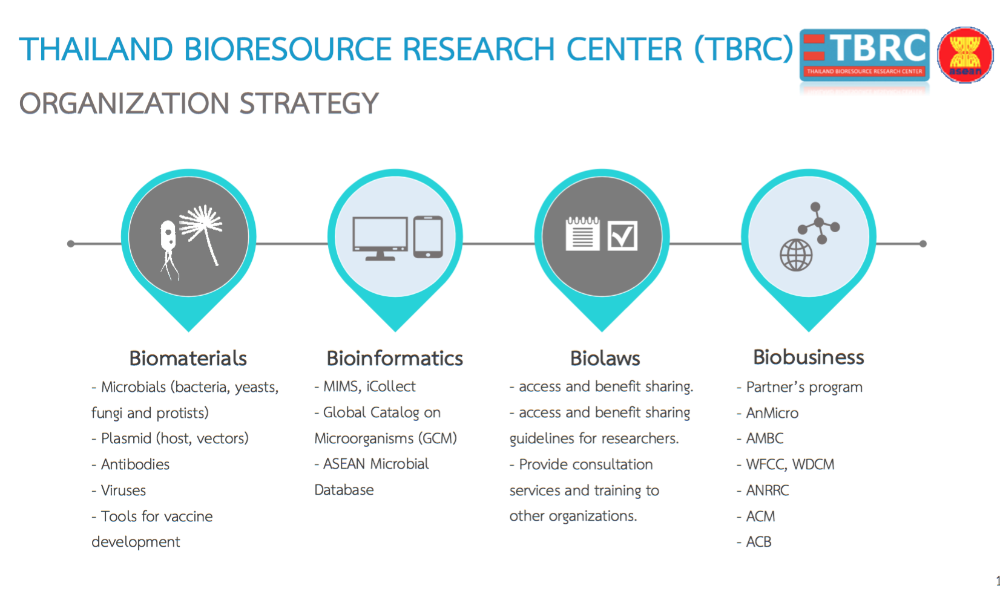 THAILAND BIORESOURCE RESEARCH CENTER (TBRC)
TBRC
THAILAND BIORESOURCE RESEARCH CENTER
asean
ORGANIZATION STRATEGY
Biomaterials
- Microbials (bacteria, yeasts,
fungi and protists)
- Plasmid (host, vectors)
- Antibodies
- Viruses
- Tools for vaccine
development
Bioinformatics
- MIMS, iCollect
- Global Catalog on
Microorganisms (GCM)
- ASEAN Microbial
Database
Biolaws
- access and benefit sharing.
- access and benefit sharing
guidelines for researchers.
- Provide consultation
services and training to
other organizations.
Biobusiness
- Partner’s program
- AnMicro
- AMBC
- WFCC, WDCM
- ANRRC
- ACM
- ACB
1